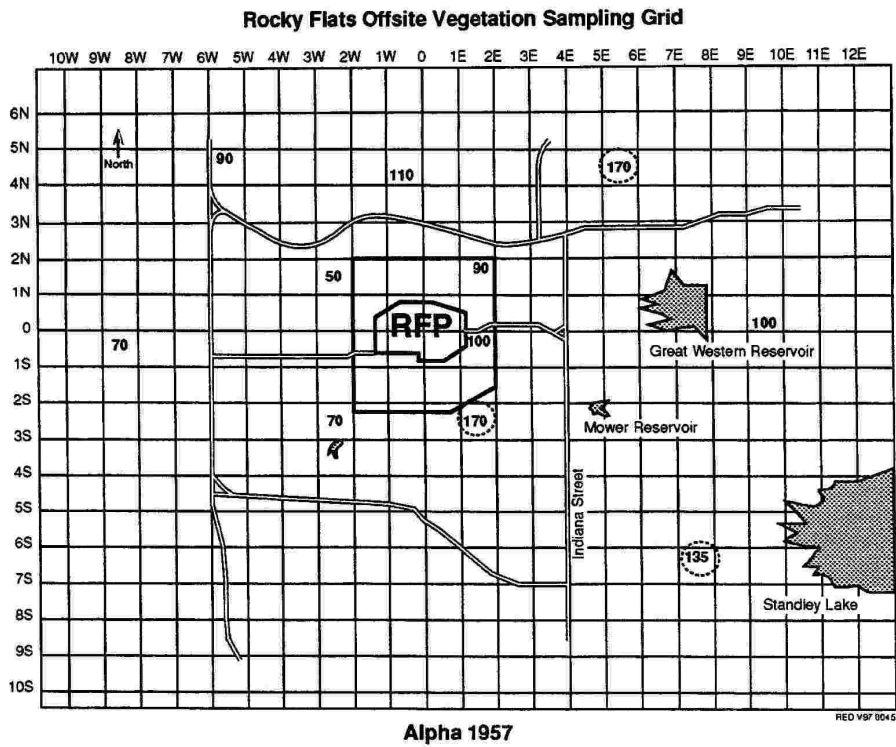 Rocky Flats Offsite Vegetation Sampling Grid
10W 9W 8W 7W 6W 5W 4W 3W 2W 1W 0 1E 2E 3E 4E 5E 6E 7E 8E 9E 10E 11E 12E
6N
5N
North
90
170
4N
110
3N
2N
50
90
1N
RFP
0
100
100
70
Great Western Reservoir
1S
2S
70
170
Mower Reservoir
3S
4S
5S
Indiana Street
6S
135
7S
Standley Lake
8S
9S
10S
RED V97 0045
Alpha 1957